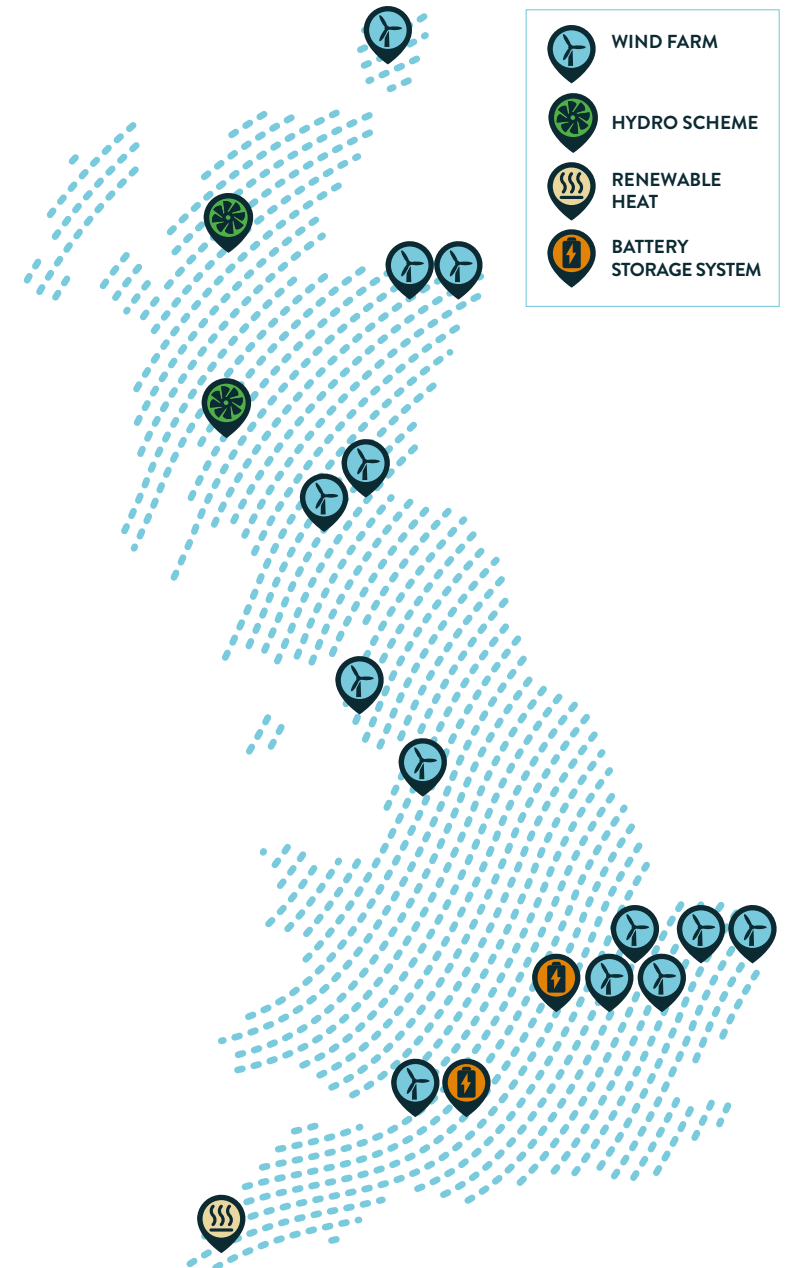 WIND FARM
HYDRO SCHEME
RENEWABLE
HEAT
BATTERY
STORAGE SYSTEM